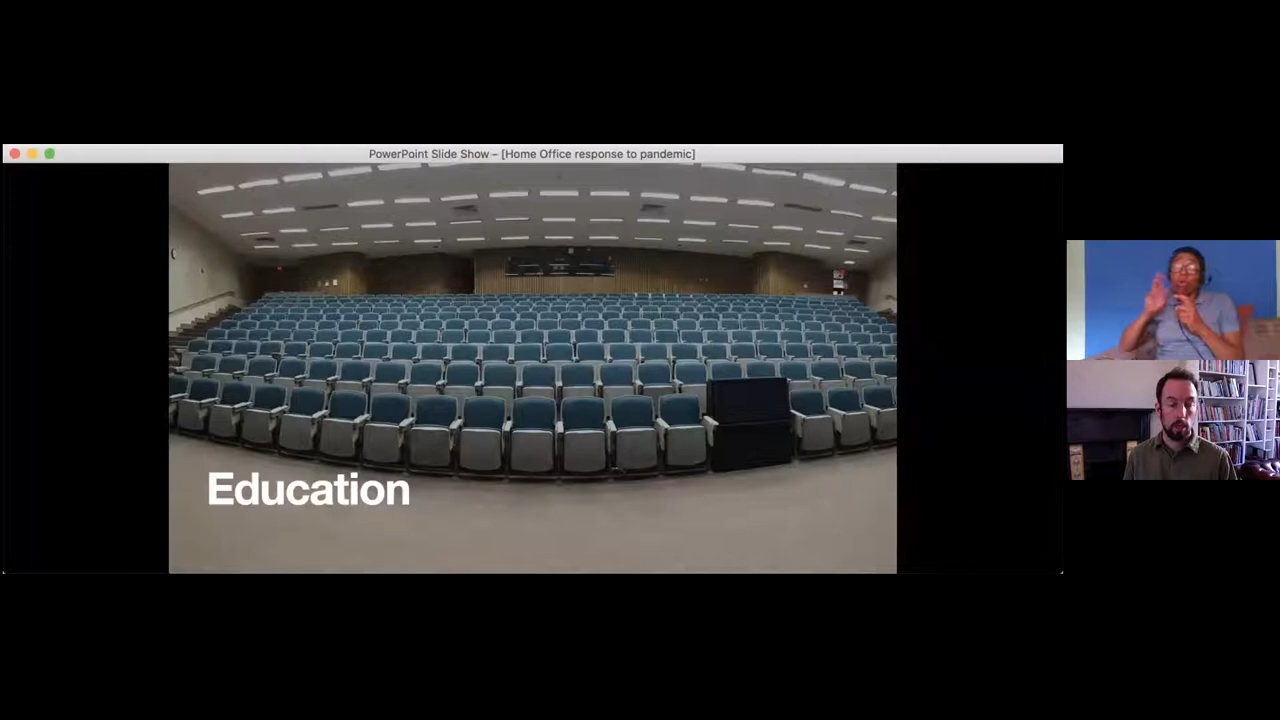 PowerPoint Slide Show – [Home Office response to pandemic]
Education